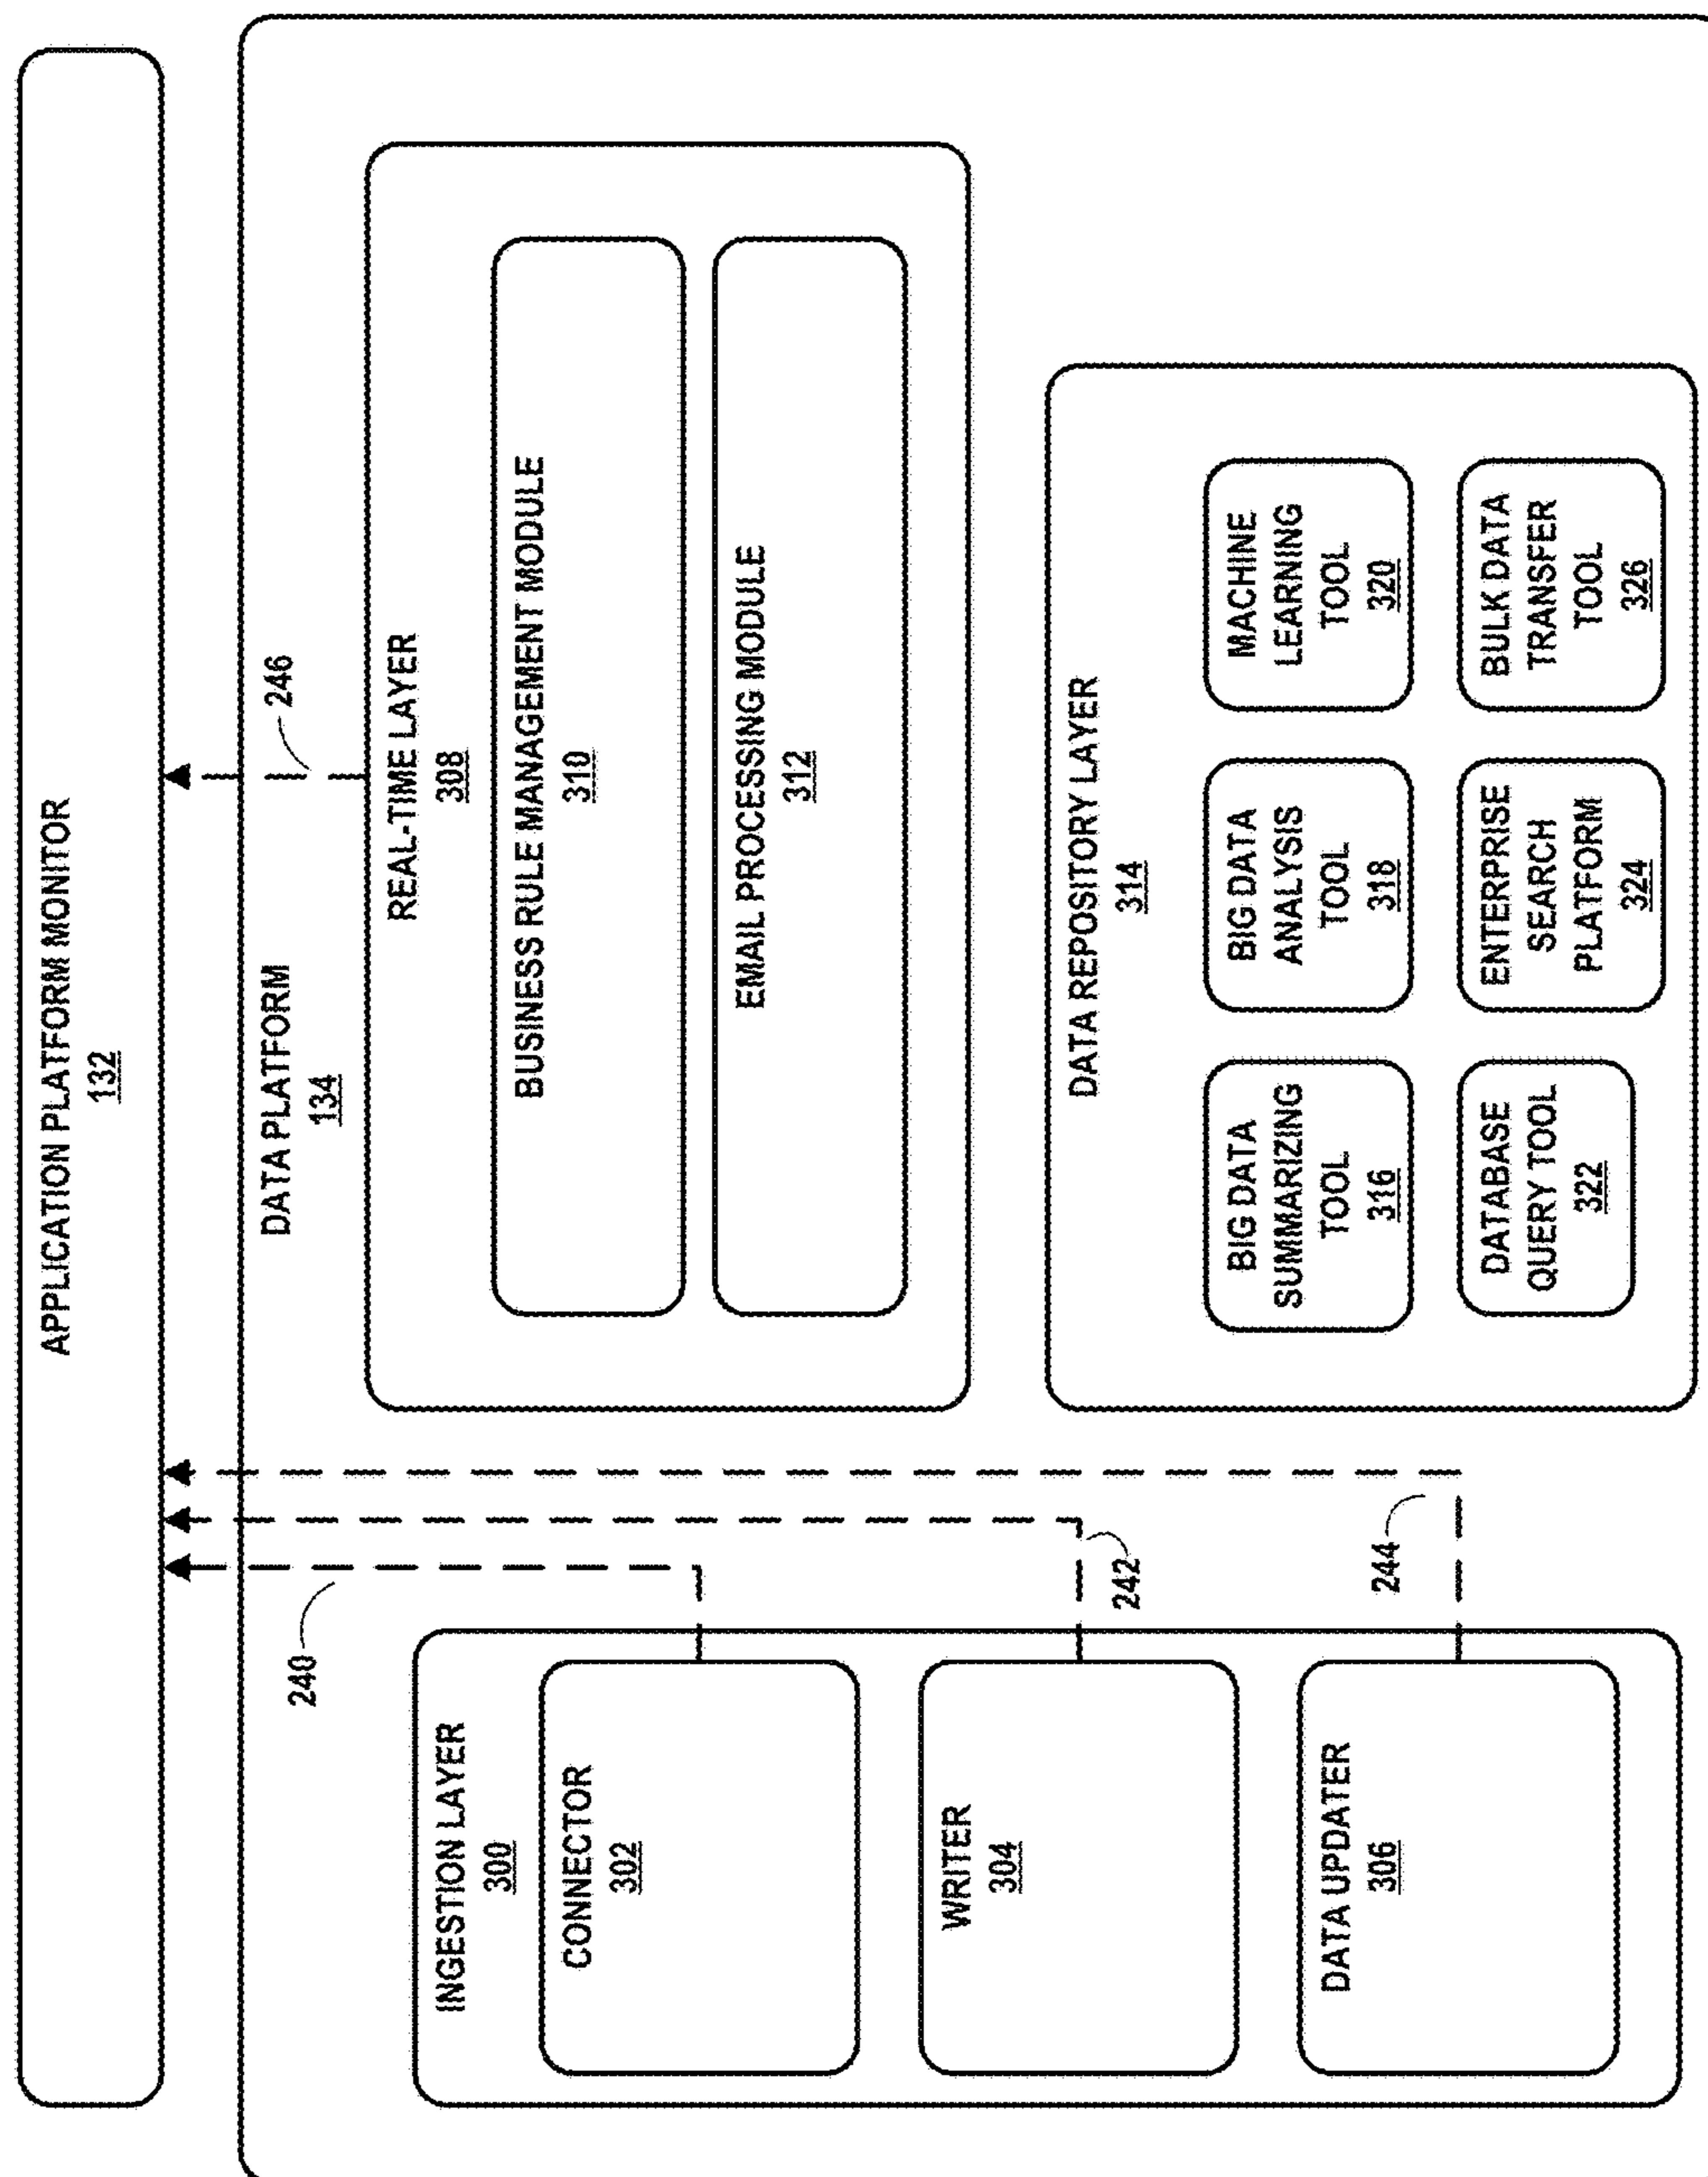 APPLICATION PLATFORM MONITOR
132
246
DATA PLATFORM
134
240
INGESTION LAYER
300
CONNECTOR
302
WRITER
304
242
DATA UPDATER
306
244
REAL-TIME LAYER
308
BUSINESS RULE MANAGEMENT MODULE
310
EMAIL PROCESSING MODULE
312
DATA REPOSITORY LAYER
314
BIG DATA
SUMMARIZING
TOOL
316
BIG DATA
ANALYSIS
TOOL
318
MACHINE
LEARNING
TOOL
320
DATABASE
QUERY TOOL
322
ENTERPRISE
SEARCH
PLATFORM
324
BULK DATA
TRANSFER
TOOL
326